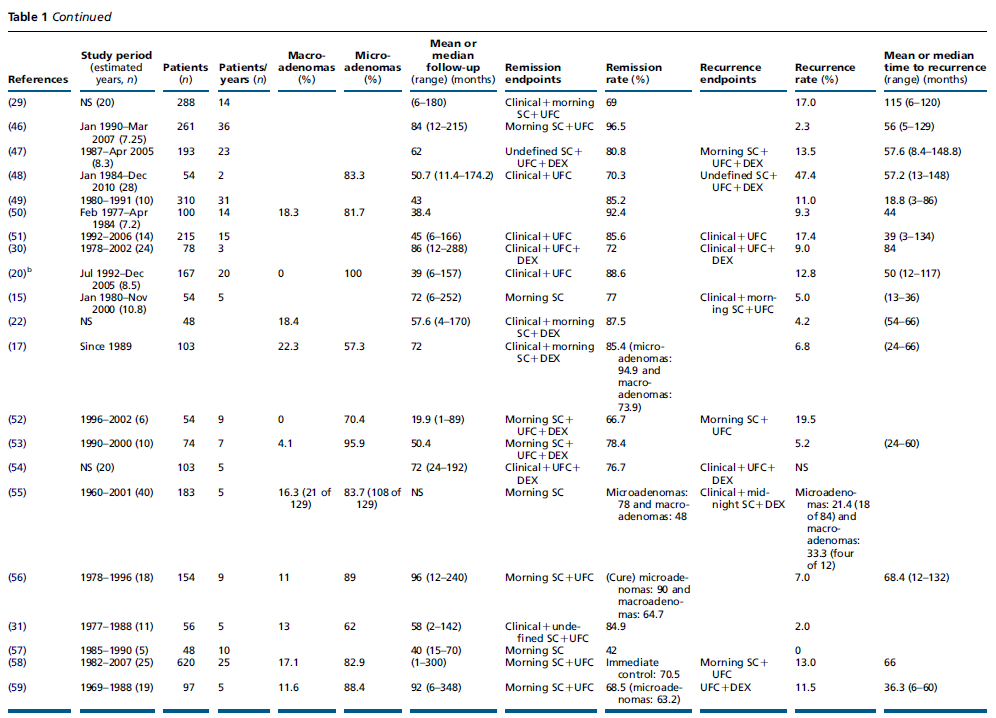 Table 1 Continued
References | Study period (estimated years, n) | Patients (n) | Patients/years (n) | Macro-adenomas (%) | Micro-adenomas (%) | Mean or median follow-up (range) (months) | Remission endpoints | Remission rate (%) | Recurrence endpoints | Recurrence rate (%) | Mean or median time to recurrence (range) (months)
(29) | NS (20) | 288 | 14 | | | (6–180) | Clinical+morning SC+UFC | 69 | | 17.0 | 115 (6–120)
(46) | Jan 1990–Mar 2007 (7.25) | 261 | 36 | | | 84 (12–215) | Morning SC+UFC | 96.5 | | 2.3 | 56 (5–129)
(47) | 1987–Apr 2005 (8.3) | 193 | 23 | | | 62 | Undefined SC+UFC+DEX | 80.8 | Morning SC+UFC+DEX | 13.5 | 57.6 (8.4–148.8)
(48) | Jan 1984–Dec 2010 (28) | 54 | 2 | | 83.3 | 50.7 (11.4–174.2) | Clinical+UFC | 70.3 | Undefined SC+UFC+DEX | 47.4 | 57.2 (13–148)
(49) | 1980–1991 (10) | 310 | 31 | | | 43 | | 85.2 | | 11.0 | 18.8 (3–86)
(50) | Feb 1977–Apr 1984 (7.2) | 100 | 14 | 18.3 | 81.7 | 38.4 | | 92.4 | | 9.3 | 44
(51) | 1992–2006 (14) | 215 | 15 | | | 45 (6–166) | Clinical+UFC | 85.6 | Clinical+UFC | 17.4 | 39 (3–134)
(30) | 1978–2002 (24) | 78 | 3 | | | 86 (12–288) | Clinical+UFC+DEX | 72 | Clinical+UFC+DEX | 9.0 | 84
(20)b | Jul 1992–Dec 2005 (8.5) | 167 | 20 | 0 | 100 | 39 (6–157) | Clinical+UFC | 88.6 | | 12.8 | 50 (12–117)
(15) | Jan 1980–Nov 2000 (10.8) | 54 | 5 | | | 72 (6–252) | Morning SC | 77 | Clinical+morning SC+UFC | 5.0 | (13–36)
(22) | NS | 48 | | 18.4 | | 57.6 (4–170) | Clinical+morning SC+DEX | 87.5 | | 4.2 | (54–66)
(17) | Since 1989 | 103 | | 22.3 | 57.3 | 72 | Clinical+morning SC+DEX | 85.4 (micro-adenomas: 94.9 and macro-adenomas: 73.9) | | 6.8 | (24–66)
(52) | 1996–2002 (6) | 54 | 9 | 0 | 70.4 | 19.9 (1–89) | Morning SC+UFC+DEX | 66.7 | Morning SC+UFC | 19.5 |
(53) | 1990–2000 (10) | 74 | 7 | 4.1 | 95.9 | 50.4 | Morning SC+UFC+DEX | 78.4 | | 5.2 | (24–60)
(54) | NS (20) | 103 | 5 | | | 72 (24–192) | Clinical+UFC+DEX | 76.7 | Clinical+UFC+DEX | NS |
(55) | 1960–2001 (40) | 183 | 5 | 16.3 (21 of 129) | 83.7 (108 of 129) | NS | Morning SC | Microadenomas: 78 and macro-adenomas: 48 | Clinical+mid-night SC+DEX | Microadeno-mas: 21.4 (18 of 84) and macro-adenomas: 33.3 (four of 12) |
(56) | 1978–1996 (18) | 154 | 9 | 11 | 89 | 96 (12–240) | Morning SC+UFC | (Cure) microade-nomas: 90 and macroadeno-mas: 64.7 | | 7.0 | 68.4 (12–132)
(31) | 1977–1988 (11) | 56 | 5 | 13 | 62 | 58 (2–142) | Clinical+unde-fined SC+UFC | 84.9 | | 2.0 |
(57) | 1985–1990 (5) | 48 | 10 | | | 40 (15–70) | Morning SC | 42 | | 0 |
(58) | 1982–2007 (25) | 620 | 25 | 17.1 | 82.9 | (1–300) | Morning SC+UFC | Immediate control: 70.5 | Morning SC+UFC | 13.0 | 66
(59) | 1969–1988 (19) | 97 | 5 | 11.6 | 88.4 | 92 (6–348) | Morning SC+UFC | 68.5 (microade-nomas: 63.2) | UFC+DEX | 11.5 | 36.3 (6–60)